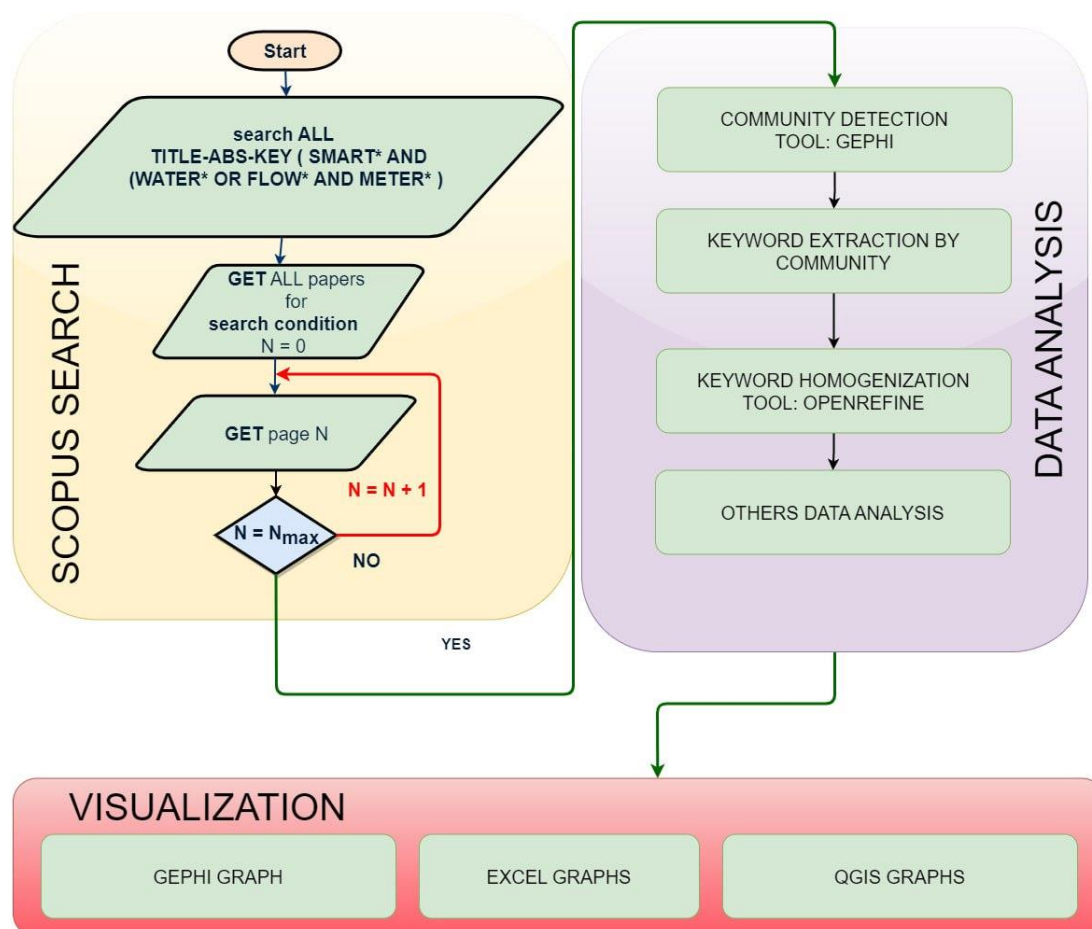 Start
search ALL
TITLE-ABS-KEY ( SMART* AND
(WATER* OR FLOW* AND METER* )
GET ALL papers
for
search condition
N = 0
GET page N
N = N + 1
N = Nmax
NO
YES
SCOPUS SEARCH
COMMUNITY DETECTION
TOOL: GEPHI
KEYWORD EXTRACTION BY
COMMUNITY
KEYWORD HOMOGENIZATION
TOOL: OPENREFINE
OTHERS DATA ANALYSIS
DATA ANALYSIS
VISUALIZATION
GEPHI GRAPH
EXCEL GRAPHS
QGIS GRAPHS